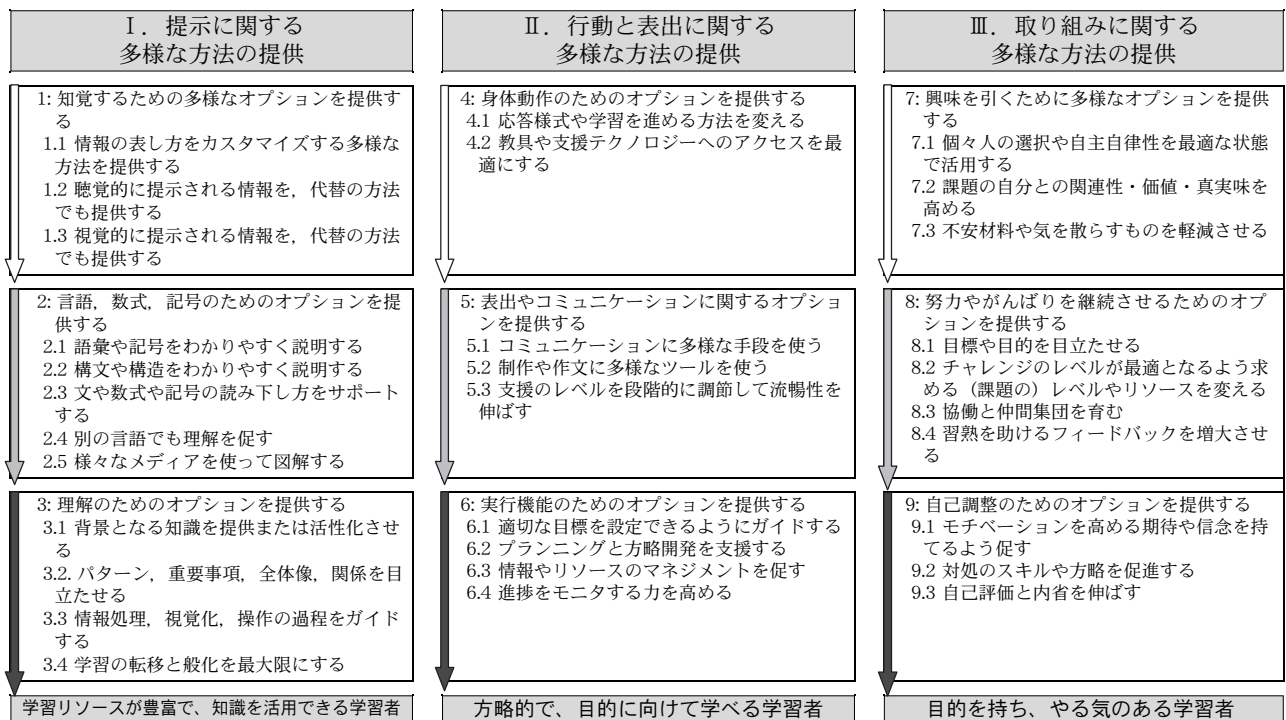 Ⅰ．提示に関する
多様な方法の提供
1: 知覚するための多様なオプションを提供す
る
1.1 情報の表し方をカスタマイズする多様な
方法を提供する
1.2 聴覚的に提示される情報を，代替の方法
でも提供する
1.3 視覚的に提示される情報を，代替の方法
でも提供する
2: 言語，数式，記号のためのオプションを提
供する
2.1 語彙や記号をわかりやすく説明する
2.2 構文や構造をわかりやすく説明する
2.3 文や数式や記号の読み下し方をサポート
する
2.4 別の言語でも理解を促す
2.5 様々なメディアを使って図解する
3: 理解のためのオプションを提供する
3.1 背景となる知識を提供または活性化させ
る
3.2. パターン，重要事項，全体像，関係を目
立たせる
3.3 情報処理，視覚化，操作の過程をガイド
する
3.4 学習の転移と般化を最大限にする
学習リソースが豊富で、知識を活用できる学習者
Ⅱ．行動と表出に関する
多様な方法の提供
4: 身体動作のためのオプションを提供する
4.1 応答様式や学習を進める方法を変える
4.2 教具や支援テクノロジーへのアクセスを最
適にする
5: 表出やコミュニケーションに関するオプショ
ンを提供する
5.1 コミュニケーションに多様な手段を使う
5.2 制作や作文に多様なツールを使う
5.3 支援のレベルを段階的に調節して流暢性を
伸ばす
6: 実行機能のためのオプションを提供する
6.1 適切な目標を設定できるようにガイドする
6.2 プランニングと方略開発を支援する
6.3 情報やリソースのマネジメントを促す
6.4 進捗をモニタする力を高める
方略的で、目的に向けて学べる学習者
Ⅲ．取り組みに関する
多様な方法の提供
7: 興味を引くために多様なオプションを提供
する
7.1 個々人の選択や自主自律性を最適な状態
で活用する
7.2 課題の自分との関連性・価値・真実味を
高める
7.3 不安材料や気を散らすものを軽減させる
8: 努力やがんばりを継続させるためのオプ
ションを提供する
8.1 目標や目的を目立たせる
8.2 チャレンジのレベルが最適となるよう求
める（課題の）レベルやリソースを変える
8.3 協働と仲間集団を育む
8.4 習熟を助けるフィードバックを増大させ
る
9: 自己調整のためのオプションを提供する
9.1 モチベーションを高める期待や信念を持
てるよう促す
9.2 対処のスキルや方略を促進する
9.3 自己評価と内省を伸ばす
目的を持ち、やる気のある学習者